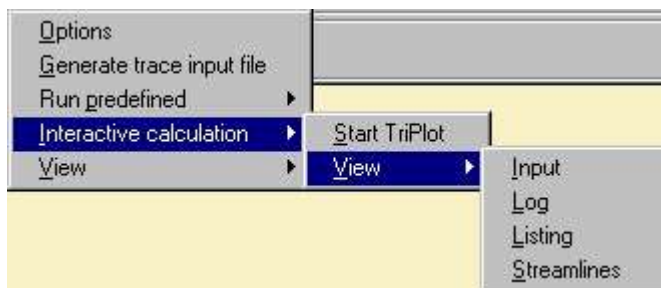 Options
Generate trace input file
Run predefined
Interactive calculation
View
Start TriPlot
View
Input
Log
Listing
Streamlines